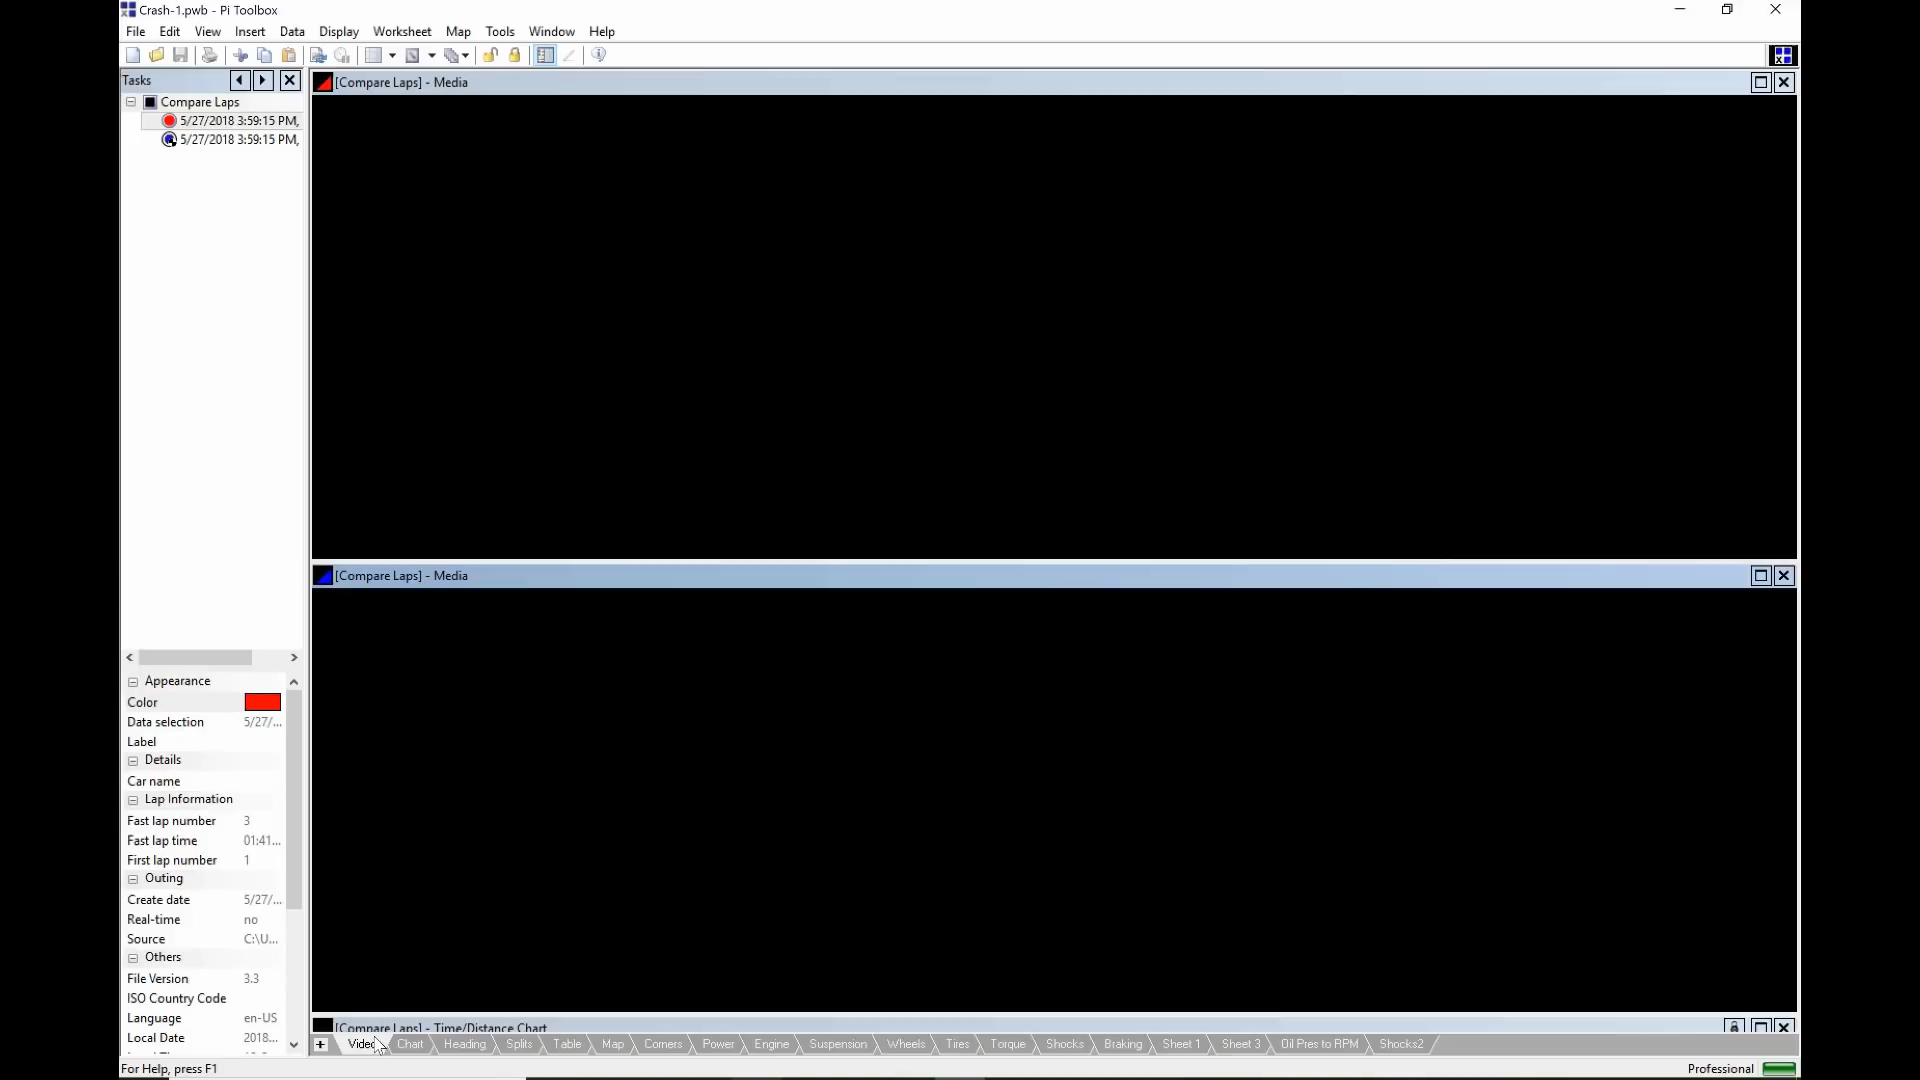 Crash-1.pwb - Pi Toolbox
File Edit View Insert Data Display Worksheet Map Tools Window Help
Tasks
Compare Laps
5/27/2018 3:59:15 PM,
5/27/2018 3:59:15 PM,
[Compare Laps] - Media
[Compare Laps] - Media
Appearance
Color
Data selection 5/27/...
Label
Details
Car name
Lap Information
Fast lap number 3
Fast lap time 01:41...
First lap number 1
Outing
Create date 5/27/...
Real-time no
Source C:\U...
Others
File Version 3.3
ISO Country Code
Language en-US
Local Date 2018...
[Compare Laps] - Time/Distance Chart
Video Chart Heading Splits Table Map Corners Power Engine Suspension Wheels Tires Torque Shocks Braking Sheet 1 Sheet 3 Oil Pres to RPM Shocks2
For Help, press F1
Professional